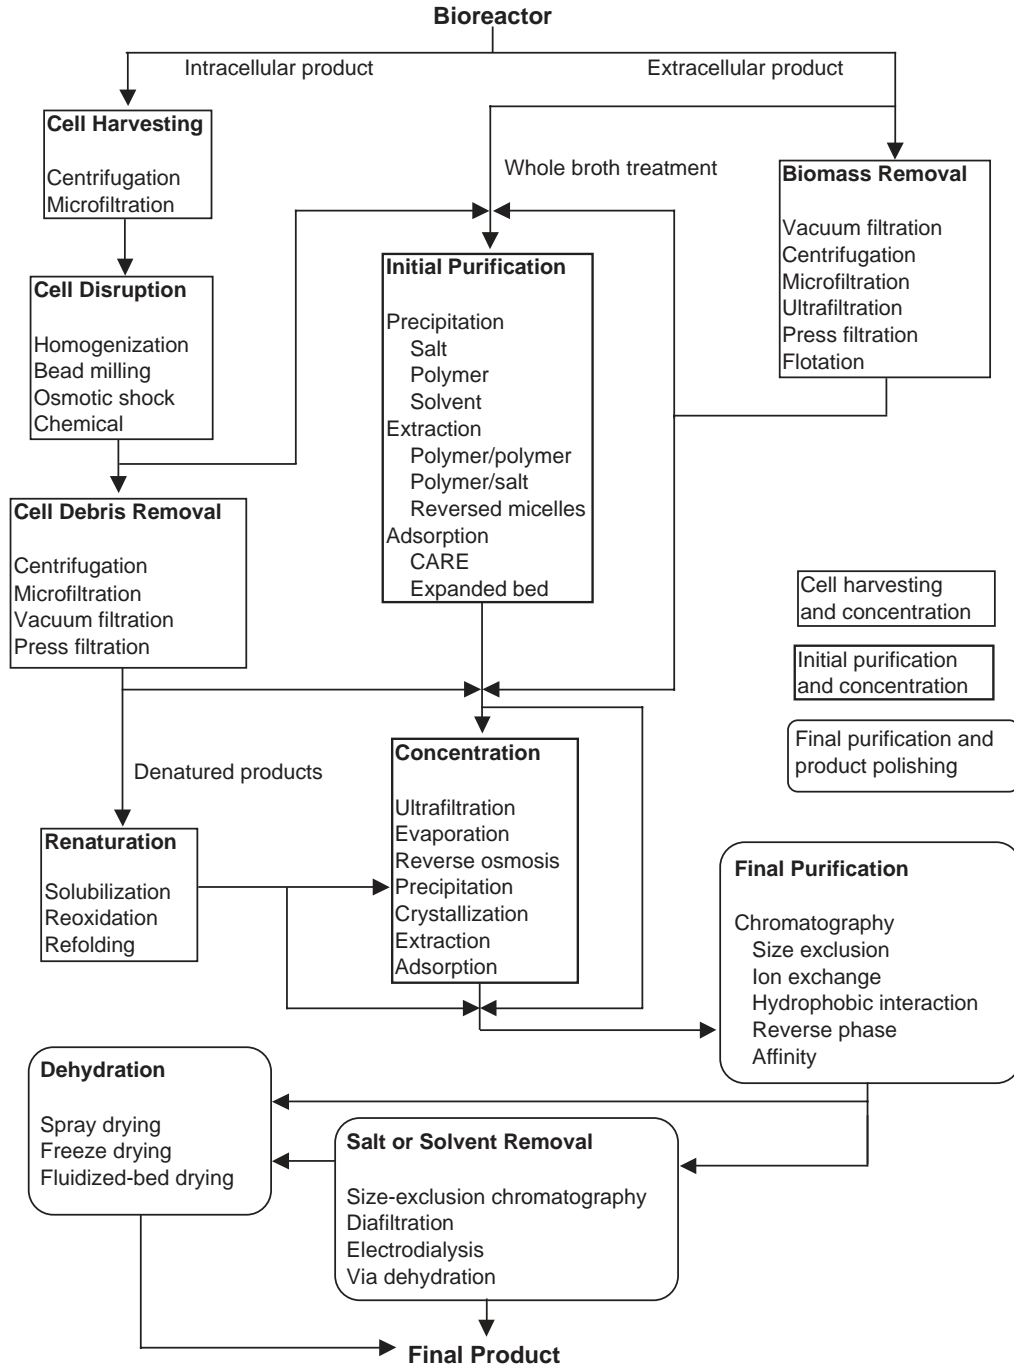 Bioreactor
Intracellular product
Extracellular product
Cell Harvesting
Centrifugation
Microfiltration
Whole broth treatment
Biomass Removal
Vacuum filtration
Centrifugation
Microfiltration
Ultrafiltration
Press filtration
Flotation
Cell Disruption
Homogenization
Bead milling
Osmotic shock
Chemical
Initial Purification
Precipitation
Salt
Polymer
Solvent
Extraction
Polymer/polymer
Polymer/salt
Reversed micelles
Adsorption
CARE
Expanded bed
Cell Debris Removal
Centrifugation
Microfiltration
Vacuum filtration
Press filtration
Cell harvesting
and concentration
Initial purification
and concentration
Final purification and
product polishing
Denatured products
Concentration
Ultrafiltration
Evaporation
Reverse osmosis
Precipitation
Crystallization
Extraction
Adsorption
Renaturation
Solubilization
Reoxidation
Refolding
Final Purification
Chromatography
Size exclusion
Ion exchange
Hydrophobic interaction
Reverse phase
Affinity
Dehydration
Spray drying
Freeze drying
Fluidized-bed drying
Salt or Solvent Removal
Size-exclusion chromatography
Diafiltration
Electrodialysis
Via dehydration
Final Product